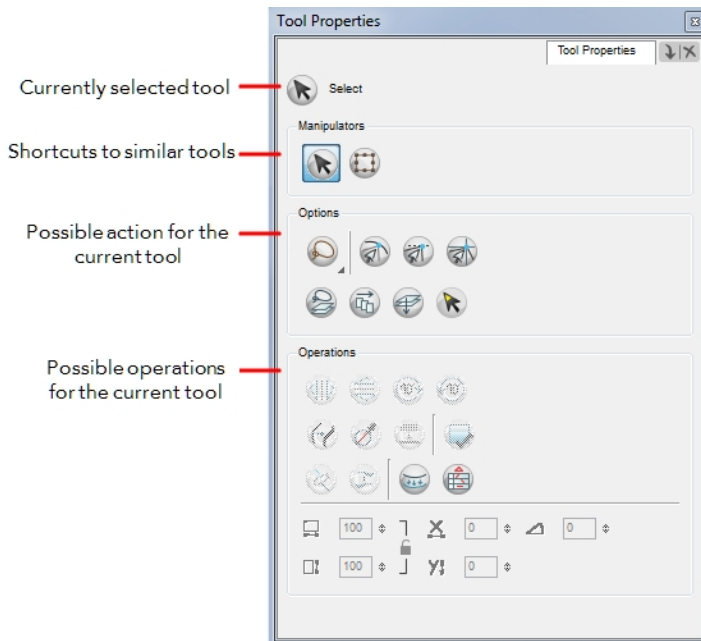 Tool Properties
Tool Properties
Currently selected tool
Select
Manipulators
Shortcuts to similar tools
Options
Possible action for the
current tool
Operations
Possible operations
for the current tool
100
X
0
0
100
Y
0